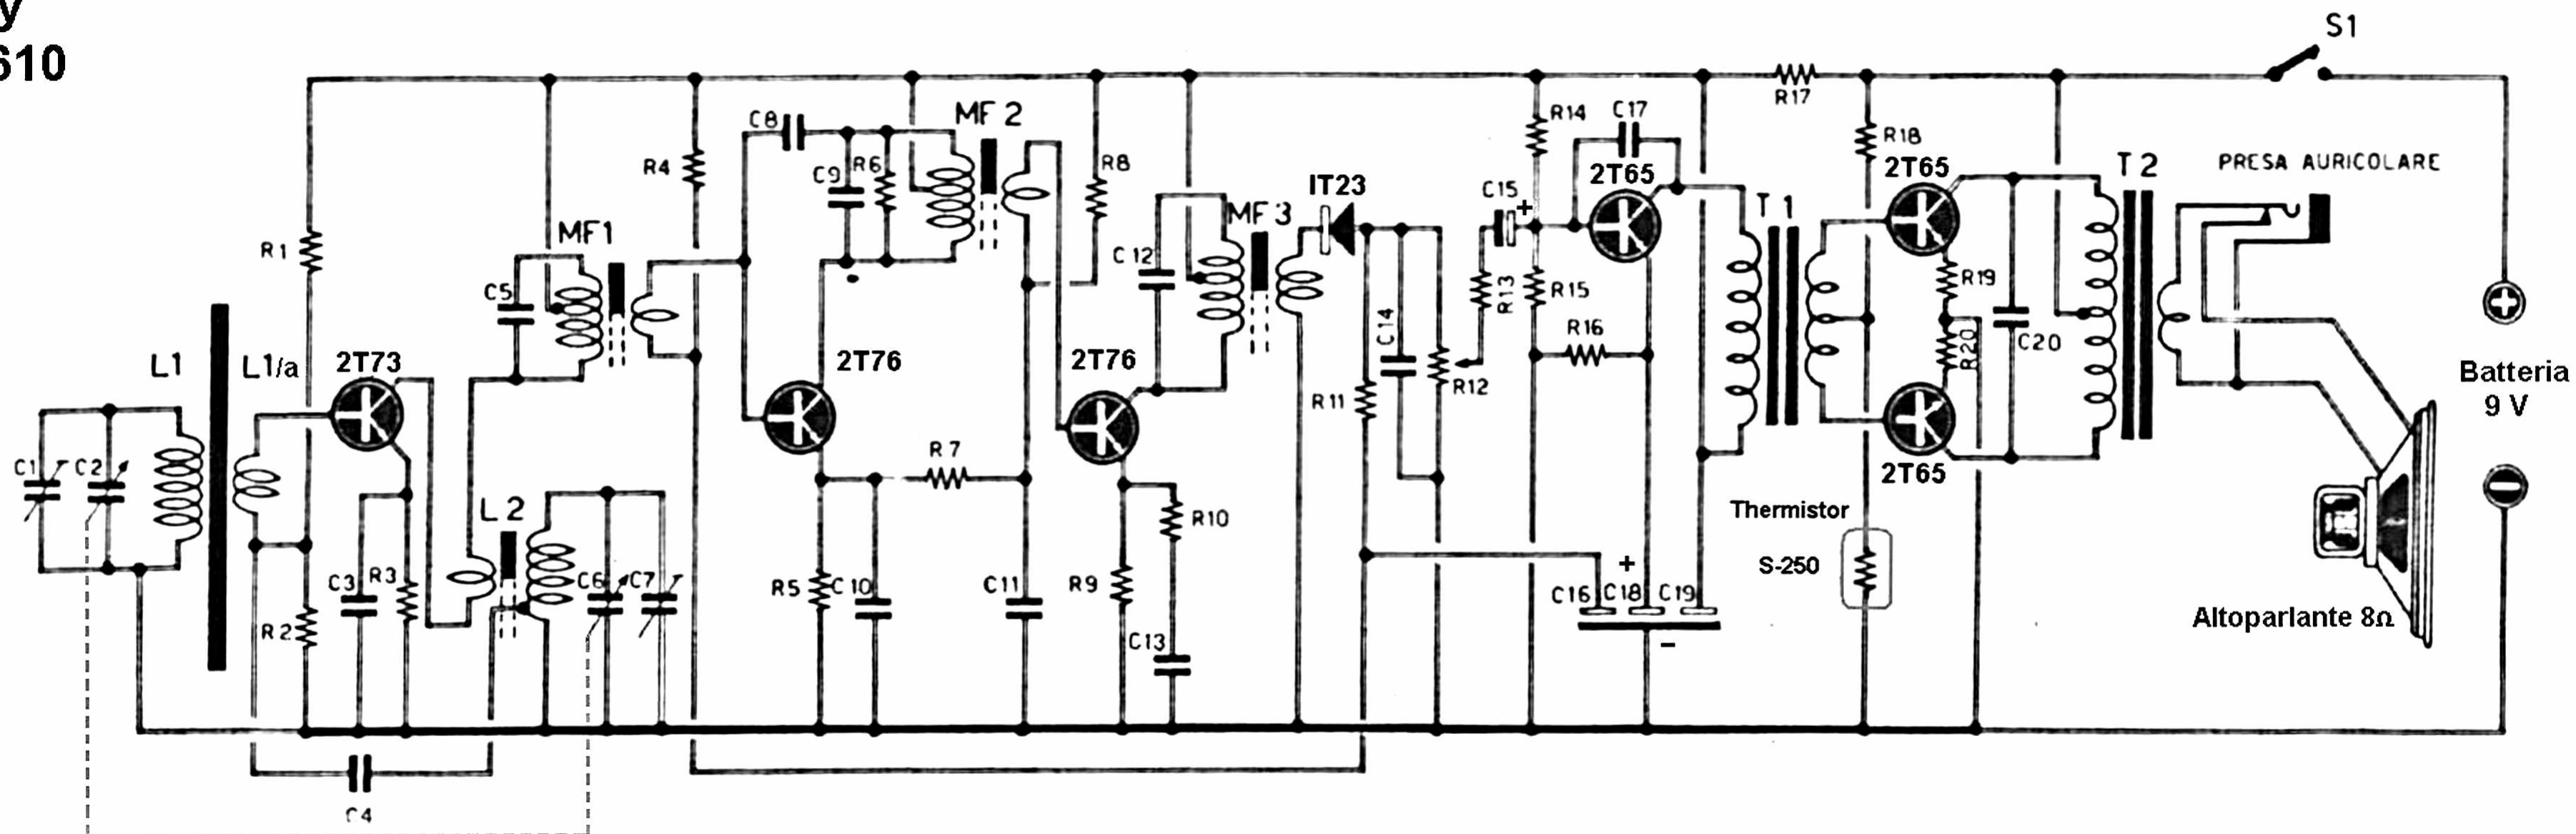 y
610
S1
R17
C8
MF 2
R14
C17
R18
R4
C9
R6
R8
IT23
C15
+
2T65
2T65
T 2
PRESA AURICOLARE
R1
MF1
C 12
MF 3
T 1
C5
R13
R15
R19
+
C14
R16
R20
C20
L1
L1/a
2T73
2T76
2T76
R12
Batteria
9 V
R11
C1
C2
R 7
2T65
−
L 2
R10
Thermistor
S-250
C3
R3
C6
C7
R5
C 10
C11
R9
+
C16
C18
C19
R2
C13
−
Altoparlante 8Ω
C4